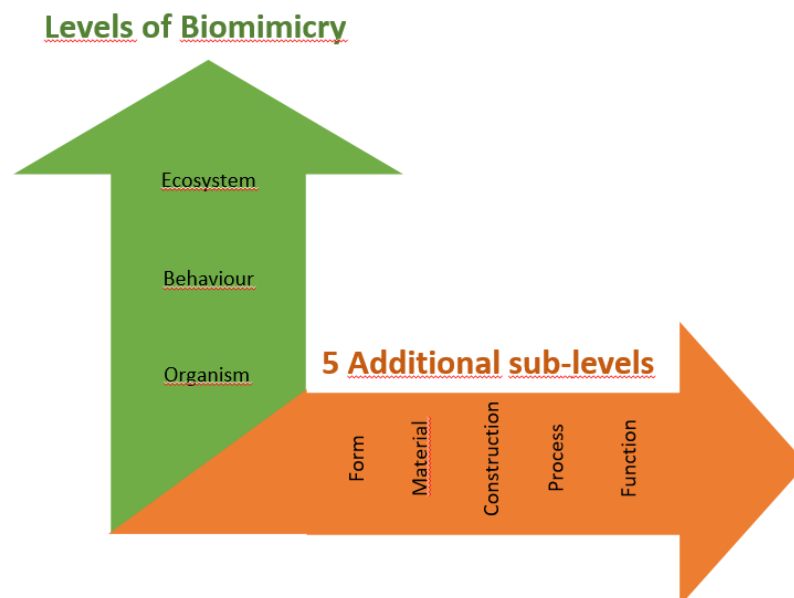 Levels of Biomimicry
Ecosystem
Behaviour
Organism
5 Additional sub-levels
Form
Material
Construction
Process
Function